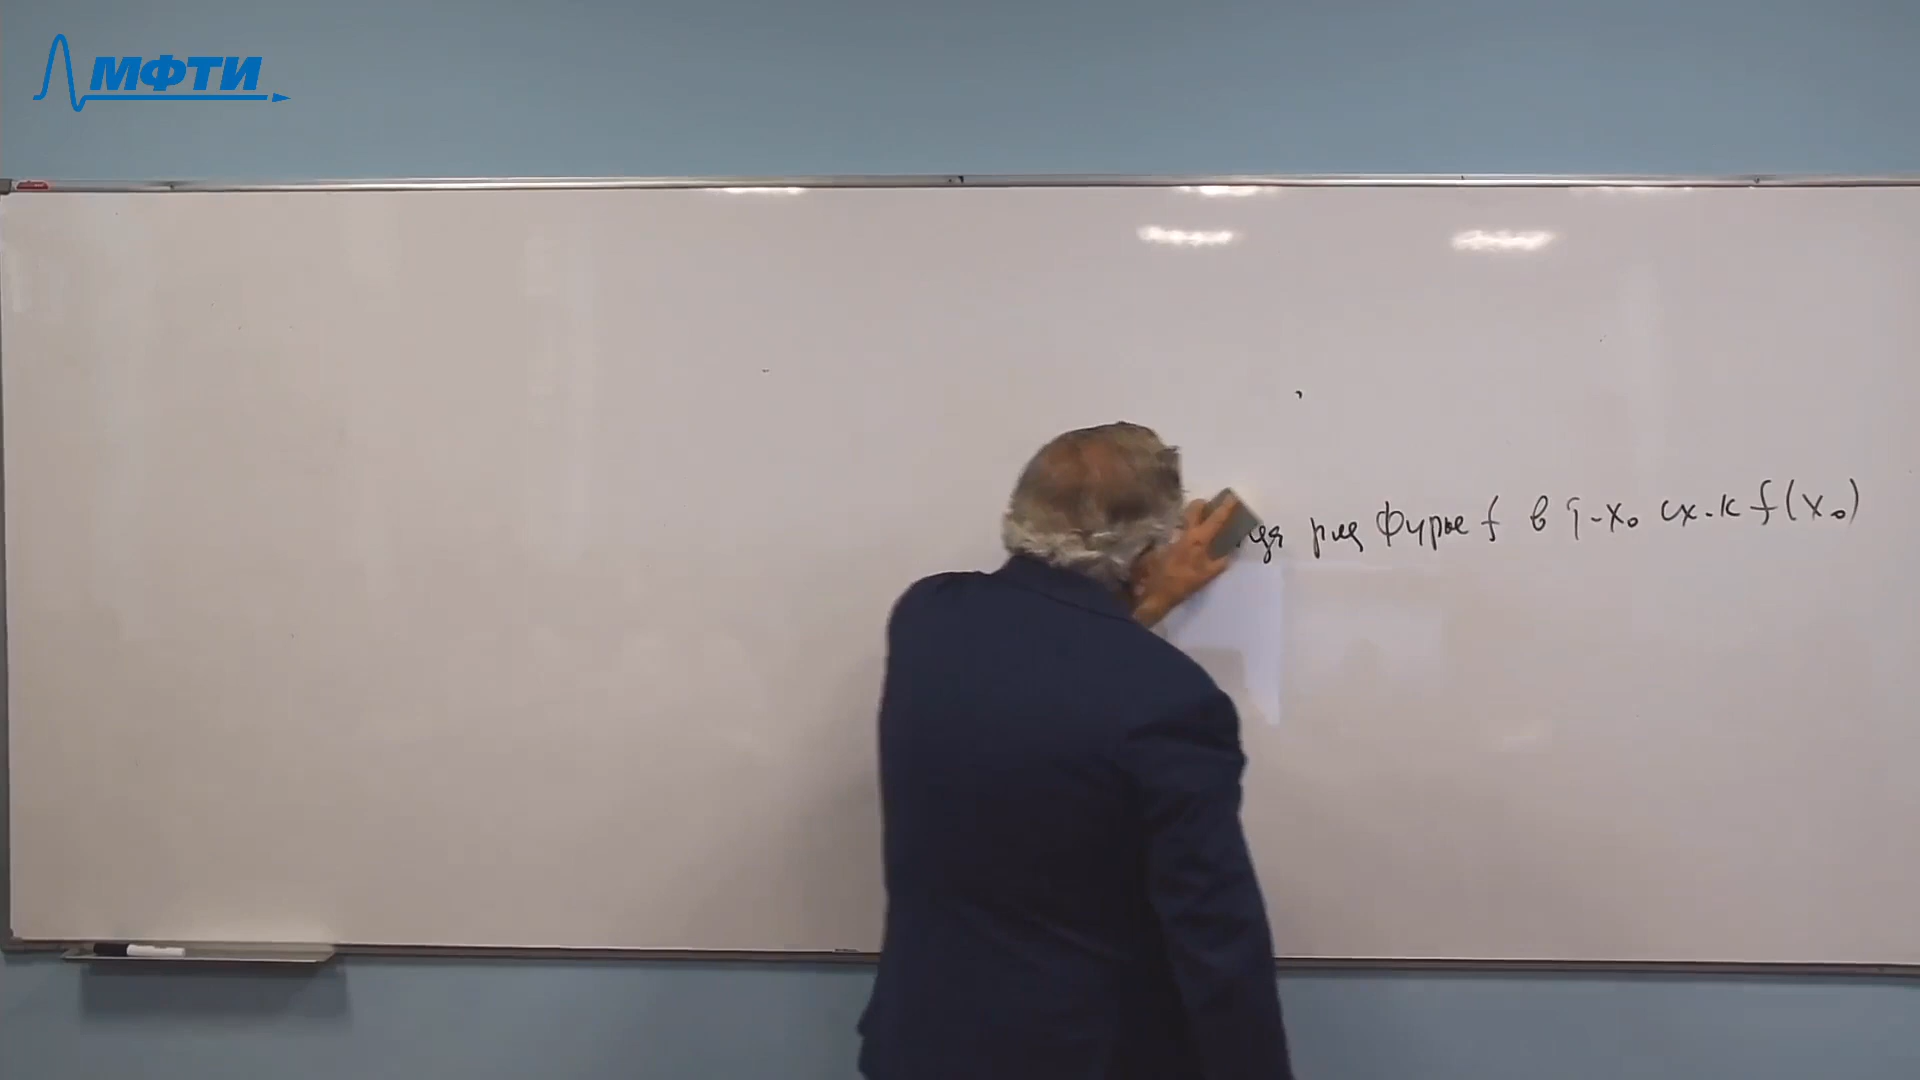 МФТИ
ряд Фурье f в т. x₀ сх. к f(x₀)